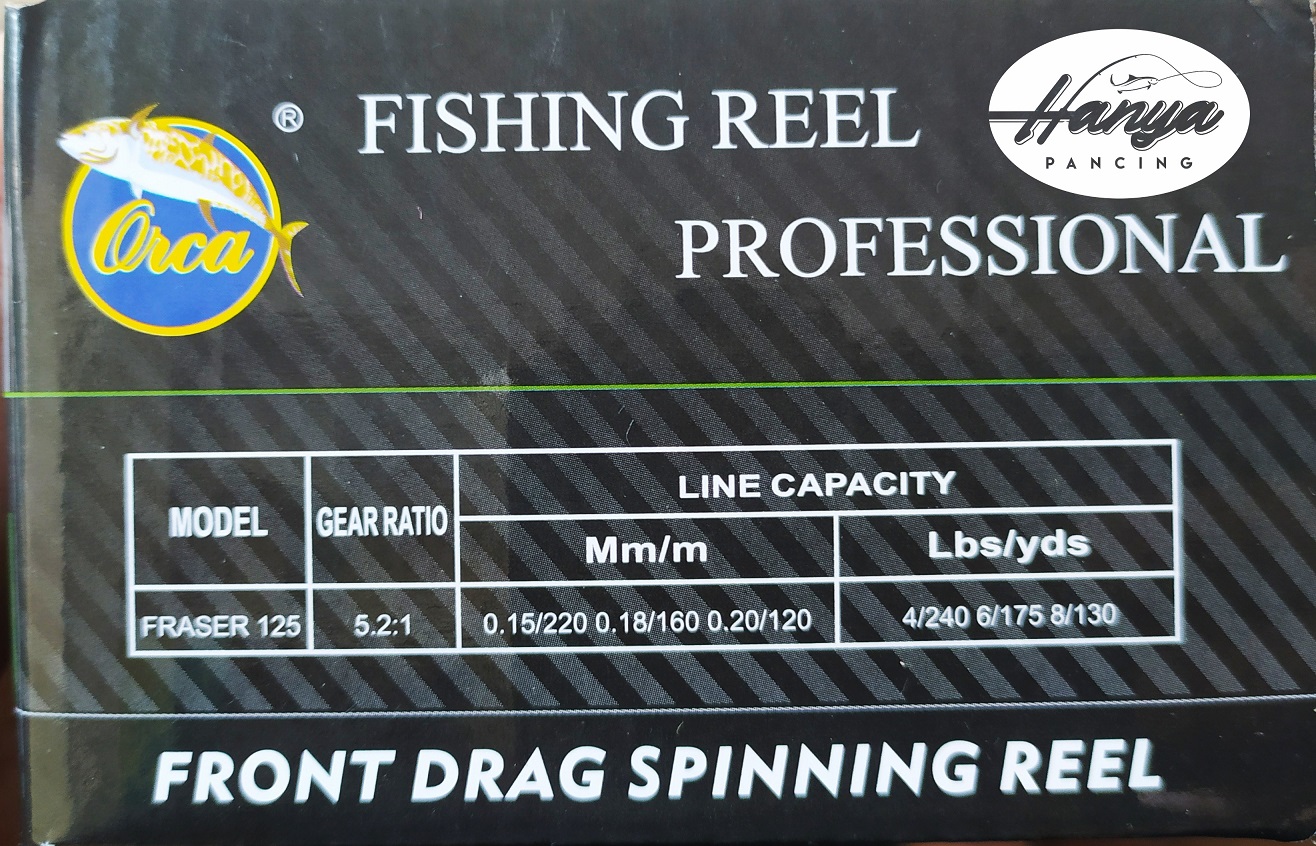 ® FISHING REEL
Hanya
PANCING
PROFESSIONAL
Orca
MODEL GEAR RATIO LINE CAPACITY
Mm/m Lbs/yds
FRASER 125 5.2:1 0.15/220 0.18/160 0.20/120 4/240 6/175 8/130
FRONT DRAG SPINNING REEL